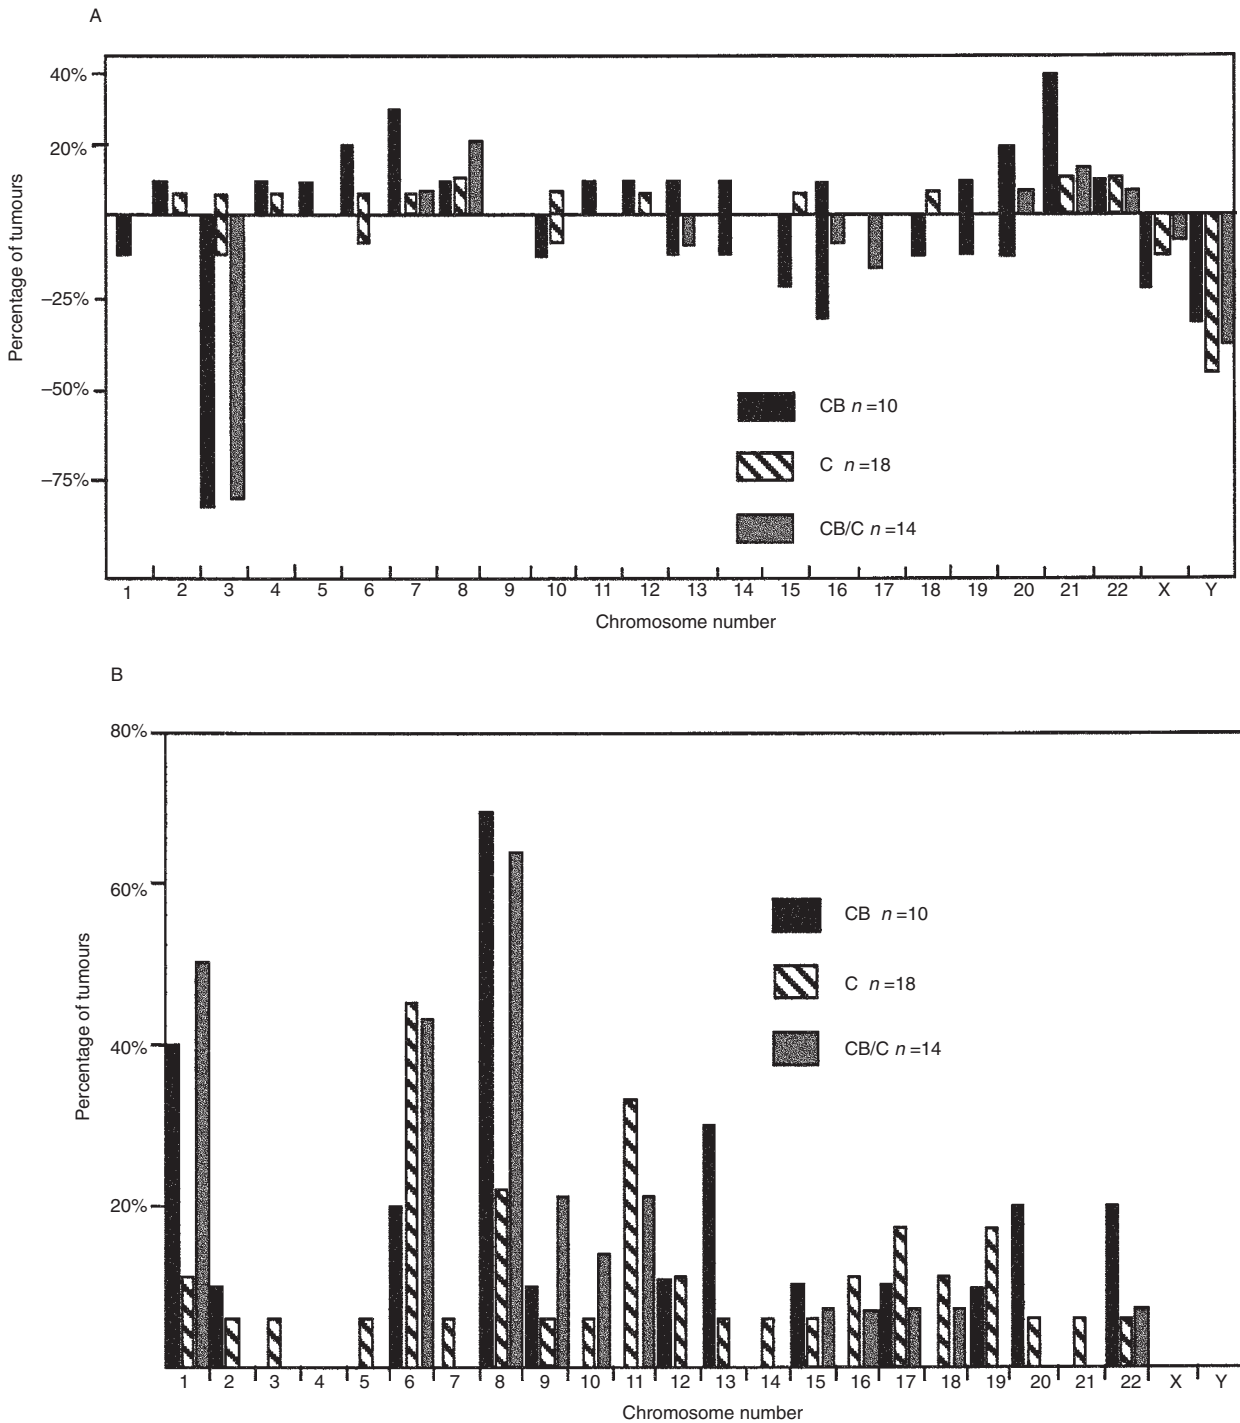 A
40%
20%
–25%
–50%
–75%
Percentage of tumours
CB n =10
C n =18
CB/C n =14
1 2 3 4 5 6 7 8 9 10 11 12 13 14 15 16 17 18 19 20 21 22 X Y
Chromosome number
B
80%
60%
40%
20%
Percentage of tumours
CB n =10
C n =18
CB/C n =14
1 2 3 4 5 6 7 8 9 10 11 12 13 14 15 16 17 18 19 20 21 22 X Y
Chromosome number